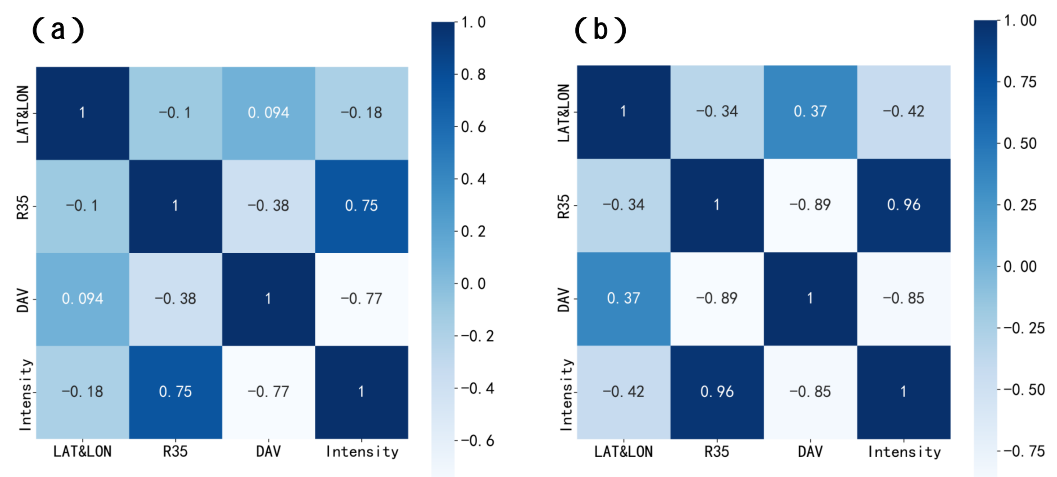 (a)
1.0
0.8
0.6
0.4
0.2
0.0
−0.2
−0.4
−0.6
LAT&LON
R35
DAV
Intensity
1 −0.1 0.094 −0.18
−0.1 1 −0.38 0.75
0.094 −0.38 1 −0.77
−0.18 0.75 −0.77 1
LAT&LON R35 DAV Intensity
(b)
1.00
0.75
0.50
0.25
0.00
−0.25
−0.50
−0.75
LAT&LON
R35
DAV
Intensity
1 −0.34 0.37 −0.42
−0.34 1 −0.89 0.96
0.37 −0.89 1 −0.85
−0.42 0.96 −0.85 1
LAT&LON R35 DAV Intensity